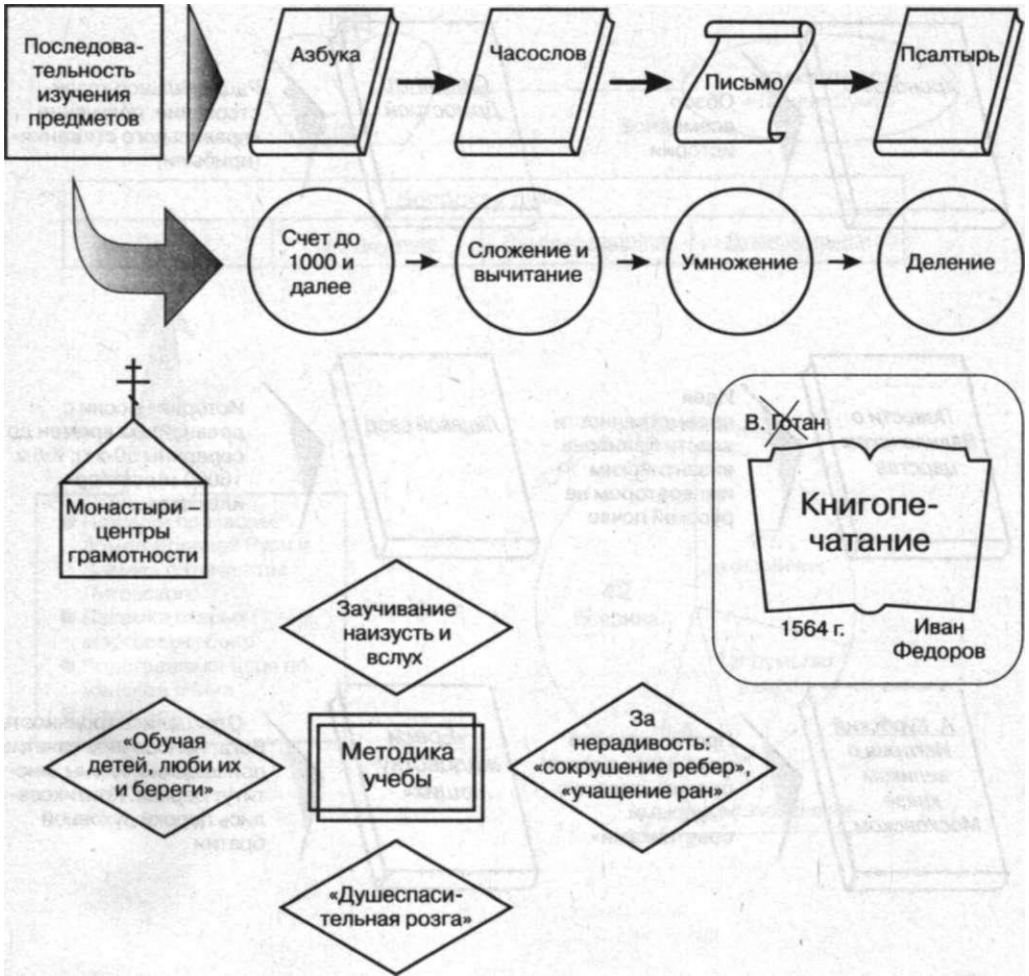 Последова-
тельность
изучения
предметов
Азбука
Часослов
Письмо
Псалтырь
Счет до
1000 и
далее
Сложение и
вычитание
Умножение
Деление
Монастыри –
центры
грамотности
В. Готан
Книгопе-
чатание
1564 г.
Иван
Федоров
Заучивание
наизусть и
вслух
«Обучая
детей, люби их
и береги»
Методика
учебы
За
нерадивость:
«сокрушение ребер»,
«учащение ран»
«Душеспаси-
тельная розга»